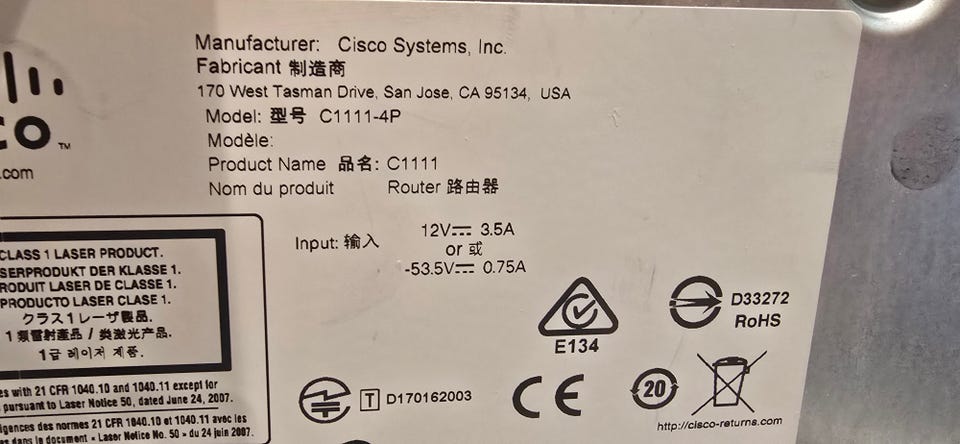 Manufacturer: Cisco Systems, Inc.
Fabricant 制造商
170 West Tasman Drive, San Jose, CA 95134, USA
Model: 型号 C1111-4P
Modèle:
Product Name 品名: C1111
Nom du produit Router 路由器
Input: 输入 12V⎓ 3.5A
or 或
-53.5V⎓ 0.75A
co™
.com
CLASS 1 LASER PRODUCT.
SERPRODUKT DER KLASSE 1.
RODUIT LASER DE CLASSE 1.
PRODUCTO LASER CLASE 1.
クラス1レーザ製品.
1 類雷射產品 / 类激光产品.
1급 레이저 제품.
es with 21 CFR 1040.10 and 1040.11 except for
pursuant to Laser Notice 50, dated June 24, 2007.
igences des normes 21 CFR 1040.10 et 1040.11 avec les
es dans le document « Laser Notice No. 50 » du 24 juin 2007.
E134
D33272
RoHS
T D170162003
CE
20
http://cisco-returns.com